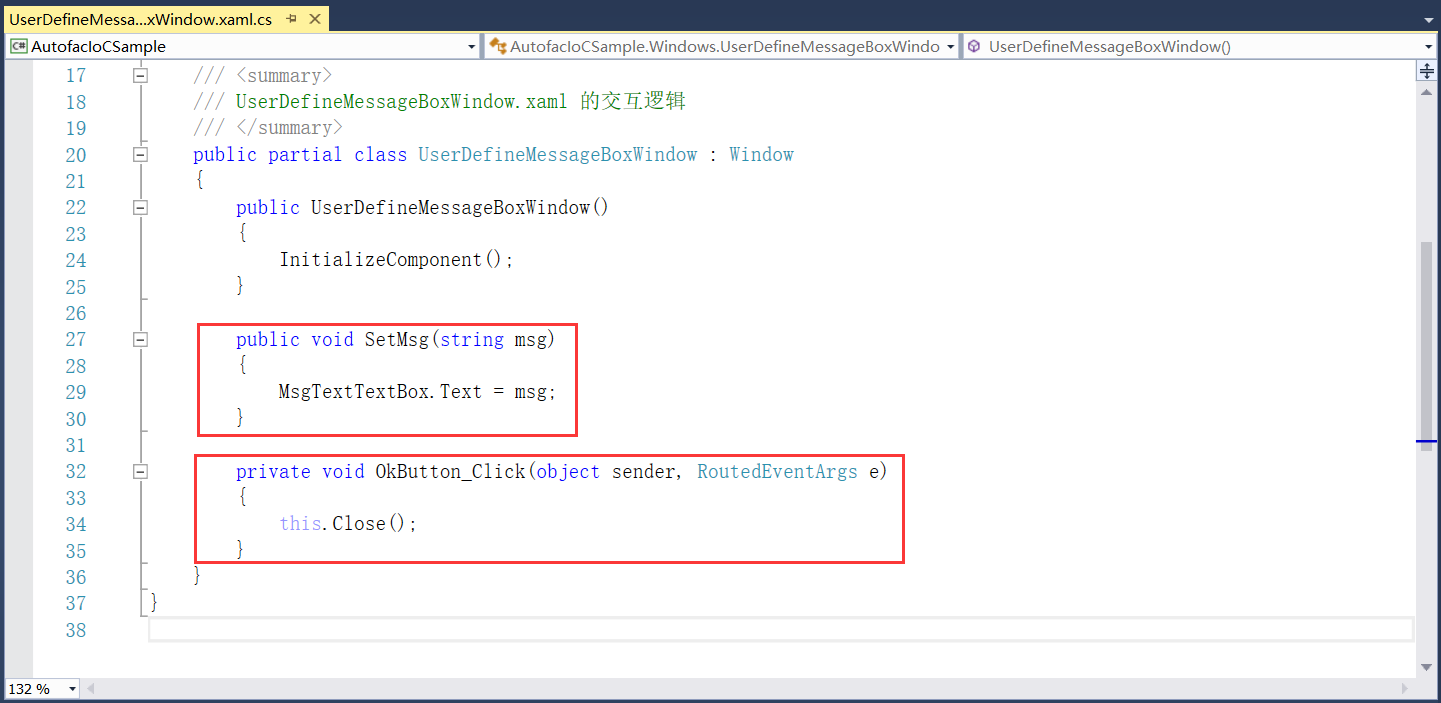 UserDefineMessa...xWindow.xaml.cs
C# AutofacIoCSample
AutofacIoCSample.Windows.UserDefineMessageBoxWindo
UserDefineMessageBoxWindow()
17 /// <summary>
18 /// UserDefineMessageBoxWindow.xaml 的交互逻辑
19 /// </summary>
20 public partial class UserDefineMessageBoxWindow : Window
21 {
22 public UserDefineMessageBoxWindow()
23 {
24 InitializeComponent();
25 }
26
27 public void SetMsg(string msg)
28 {
29 MsgTextTextBox.Text = msg;
30 }
31
32 private void OkButton_Click(object sender, RoutedEventArgs e)
33 {
34 this.Close();
35 }
36 }
37 }
38
132 %